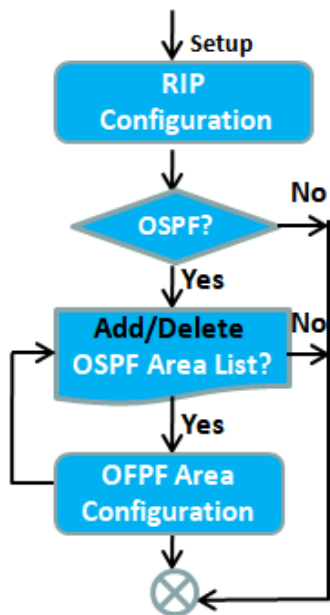 Setup
RIP
Configuration
No
OSPF?
Yes
Add/Delete
No
OSPF Area List?
Yes
OFPF Area
Configuration